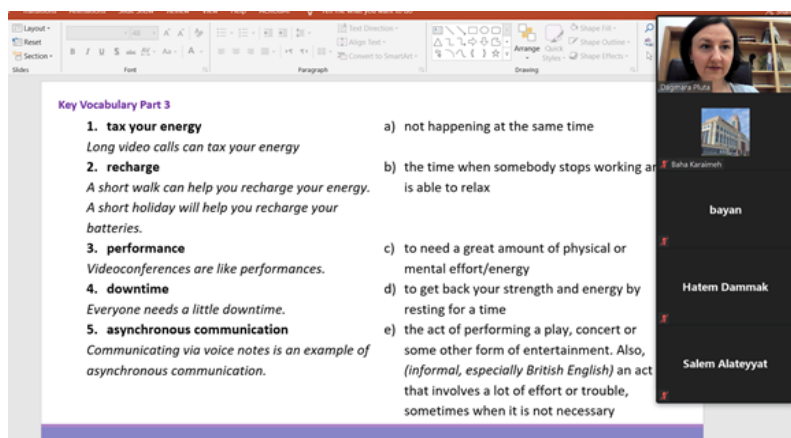 Layout
Reset
Section
Slides
48
B I U S abc AV Aa A
Font
Paragraph
Text Direction
Align Text
Convert to SmartArt
Arrange
Quick
Styles
Drawing
Shape Fill
Shape Outline
Shape Effects
Key Vocabulary Part 3
1. tax your energy
Long video calls can tax your energy
2. recharge
A short walk can help you recharge your energy.
A short holiday will help you recharge your
batteries.
3. performance
Videoconferences are like performances.
4. downtime
Everyone needs a little downtime.
5. asynchronous communication
Communicating via voice notes is an example of
asynchronous communication.
a) not happening at the same time
b) the time when somebody stops working
is able to relax
c) to need a great amount of physical or
mental effort/energy
d) to get back your strength and energy by
resting for a time
e) the act of performing a play, concert or
some other form of entertainment. Also,
(informal, especially British English) an act
that involves a lot of effort or trouble,
sometimes when it is not necessary
Dagmara Pluta
Baha Karaimeh
bayan
Hatem Dammak
Salem Alateyyat